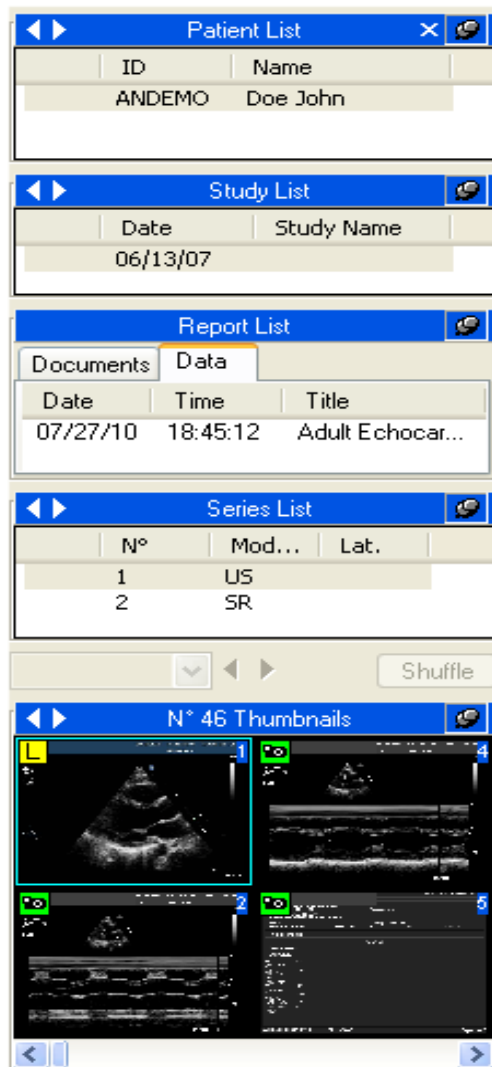 Patient List
ID Name
ANDEMO Doe John
Study List
Date Study Name
06/13/07
Report List
Documents Data
Date Time Title
07/27/10 18:45:12 Adult Echocar...
Series List
N° Mod... Lat.
1 US
2 SR
Shuffle
N° 46 Thumbnails
L 1 4
2 5